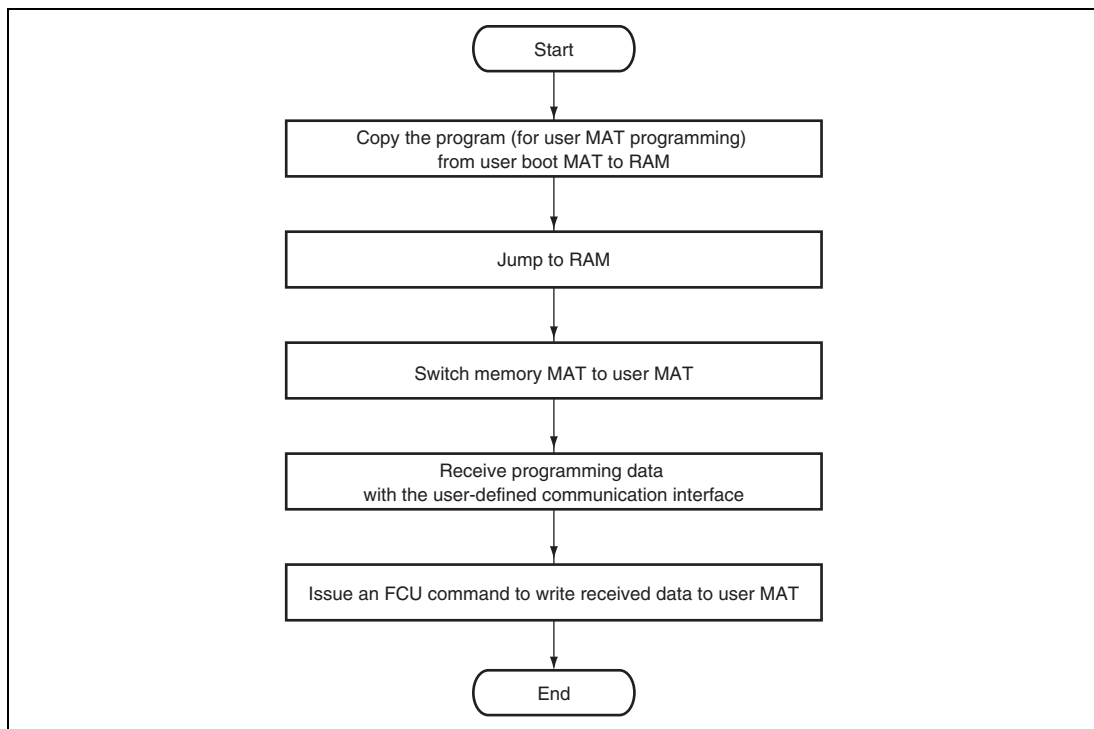 Start
Copy the program (for user MAT programming)
from user boot MAT to RAM
Jump to RAM
Switch memory MAT to user MAT
Receive programming data
with the user-defined communication interface
Issue an FCU command to write received data to user MAT
End